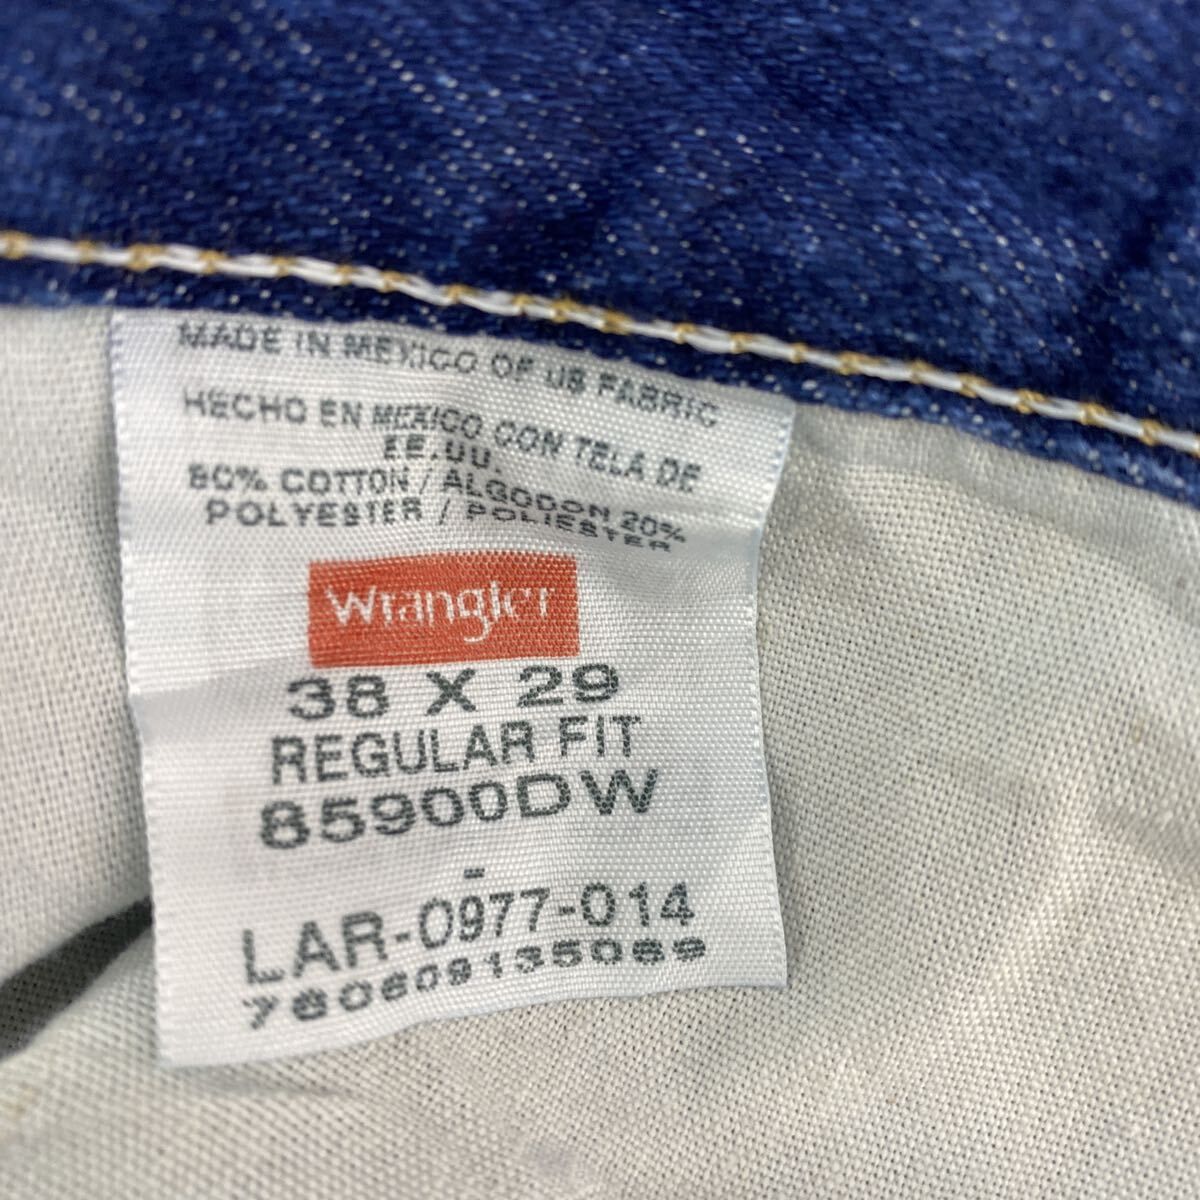 MADE IN MEXICO OF US FABRIC
HECHO EN MEXICO CON TELA DE
EE.UU.
80% COTTON / ALGODON 20%
POLYESTER / POLIESTER
Wrangler
38 X 29
REGULAR FIT
85900DW
-
LAR-0977-014
760609135089